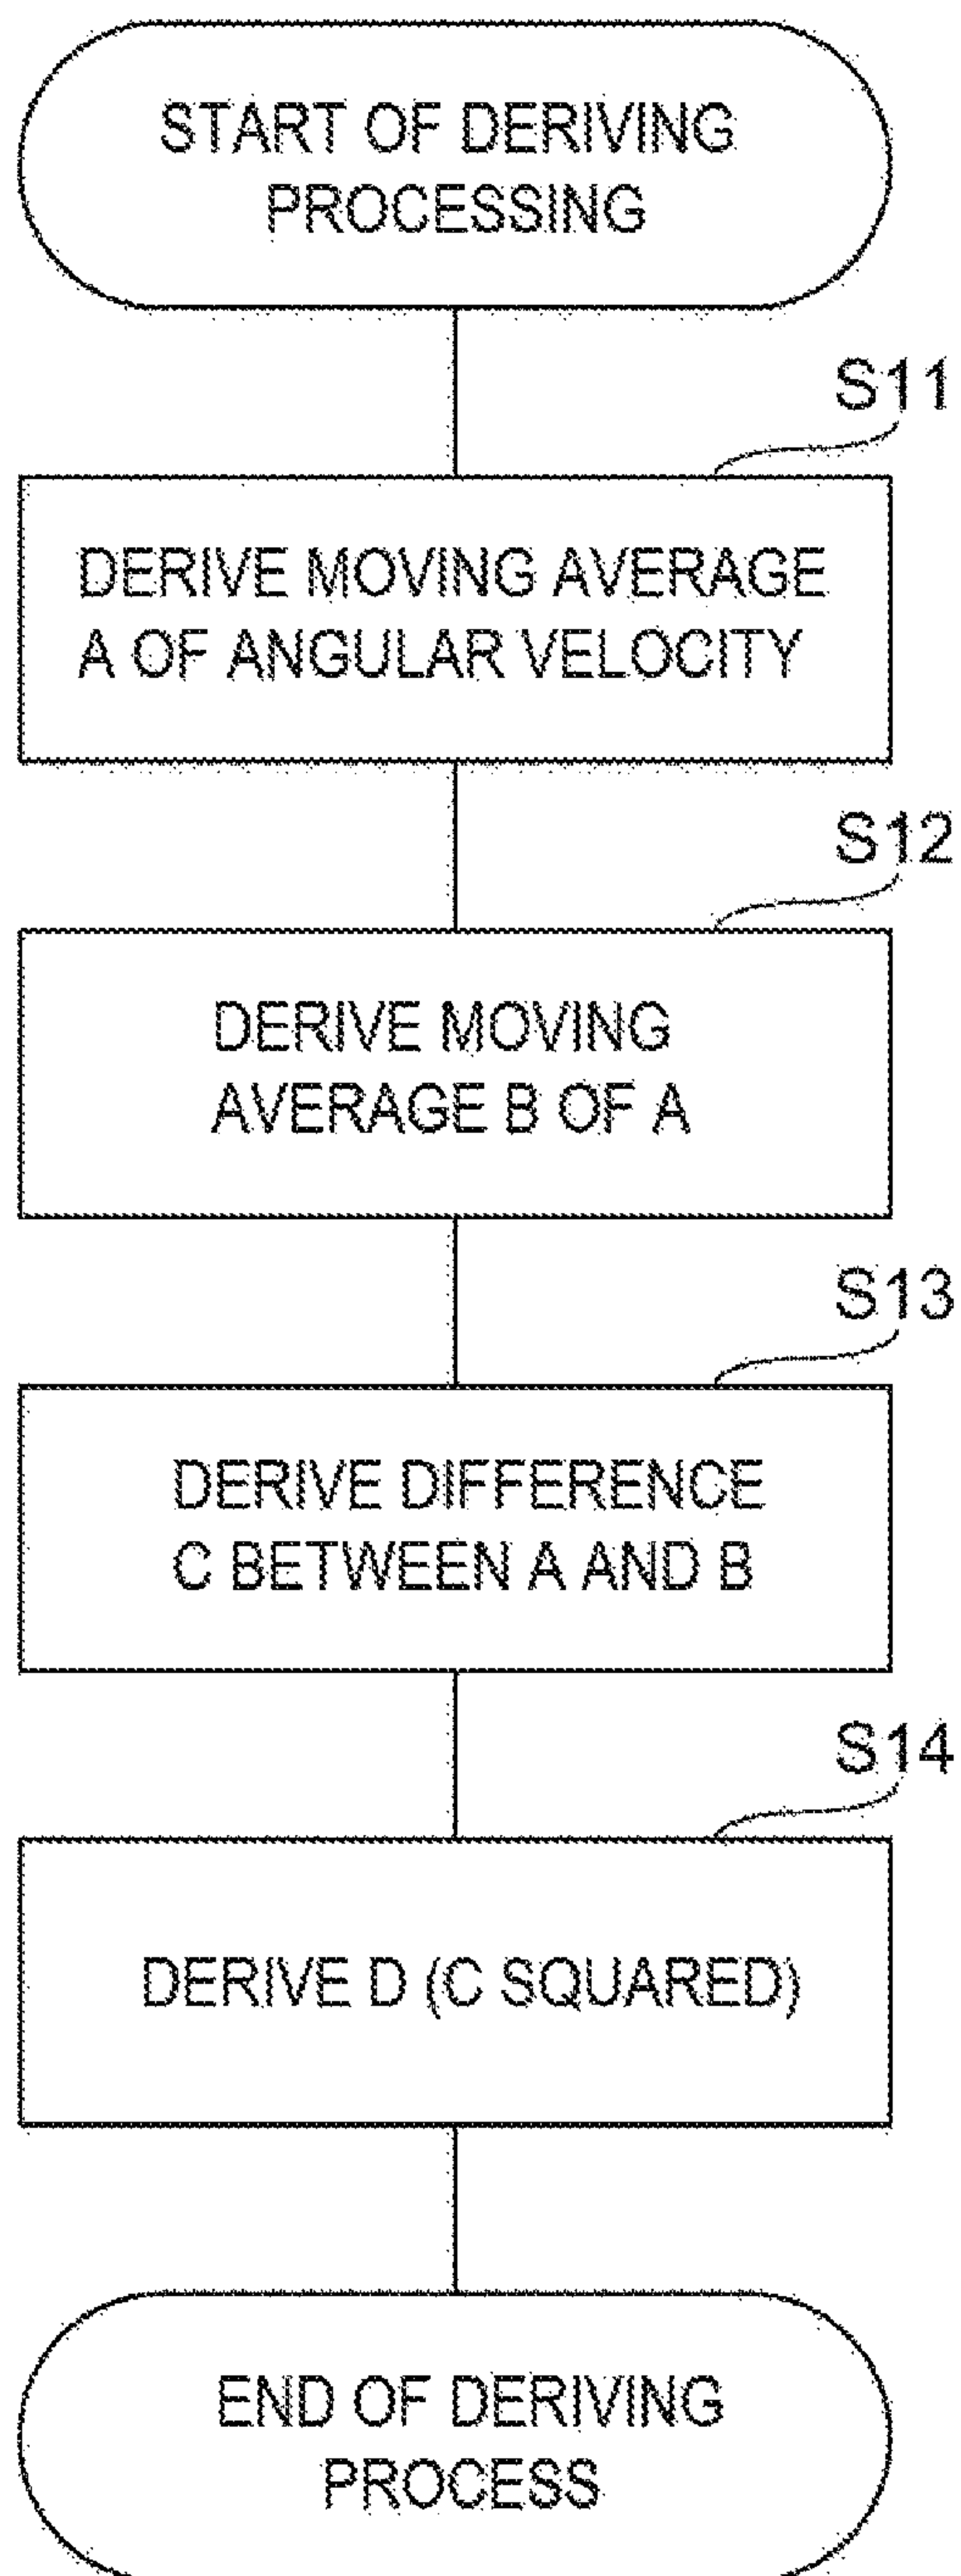 START OF DERIVING
PROCESSING
S11
DERIVE MOVING AVERAGE
A OF ANGULAR VELOCITY
S12
DERIVE MOVING
AVERAGE B OF A
S13
DERIVE DIFFERENCE
C BETWEEN A AND B
S14
DERIVE D (C SQUARED)
END OF DERIVING
PROCESS